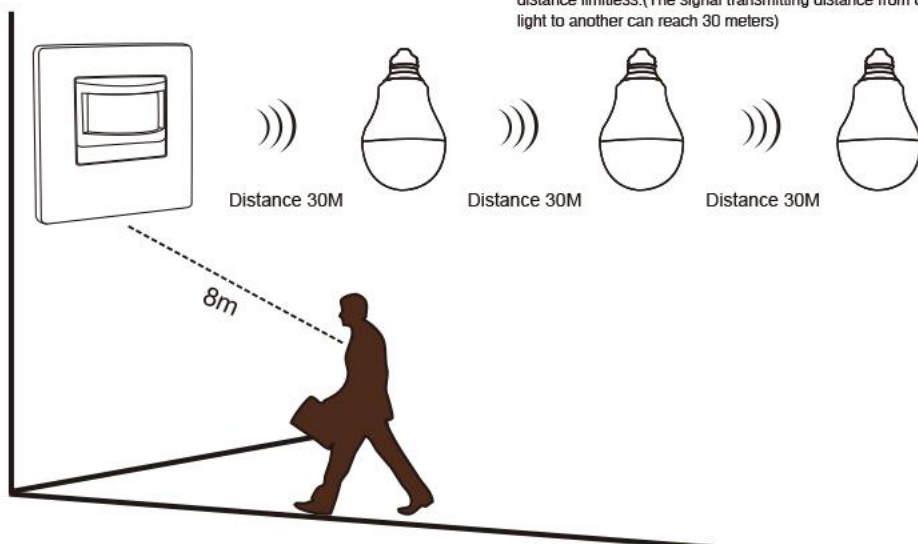 distance limitless.(The signal transmitting distance from
light to another can reach 30 meters)
Distance 30M
Distance 30M
Distance 30M
8m